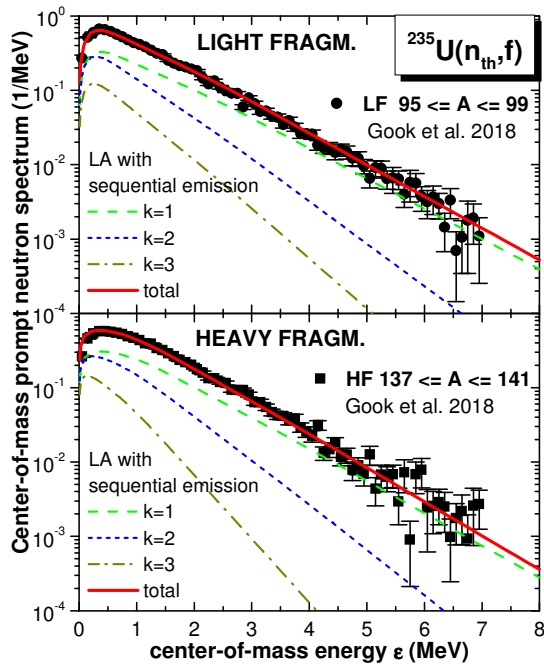 Center-of-mass prompt neutron spectrum (1/MeV)
10^0
10^-1
10^-2
10^-3
10^-4
LIGHT FRAGM.
^235U(n_th,f)
LF 95 <= A <= 99
Gook et al. 2018
LA with
sequential emission
k=1
k=2
k=3
total
10^-1
10^-2
10^-3
10^-4
HEAVY FRAGM.
HF 137 <= A <= 141
Gook et al. 2018
LA with
sequential emission
k=1
k=2
k=3
total
0 1 2 3 4 5 6 7 8
center-of-mass energy ε (MeV)